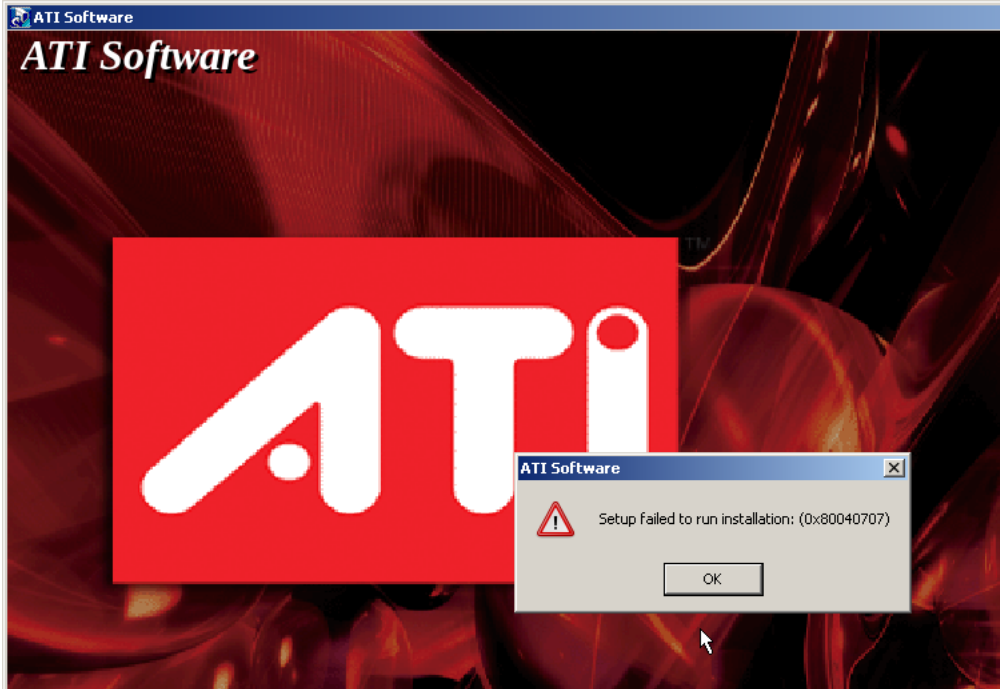 ATI Software
ATI Software
TM
ATI
ATI Software
Setup failed to run installation: (0x80040707)
OK